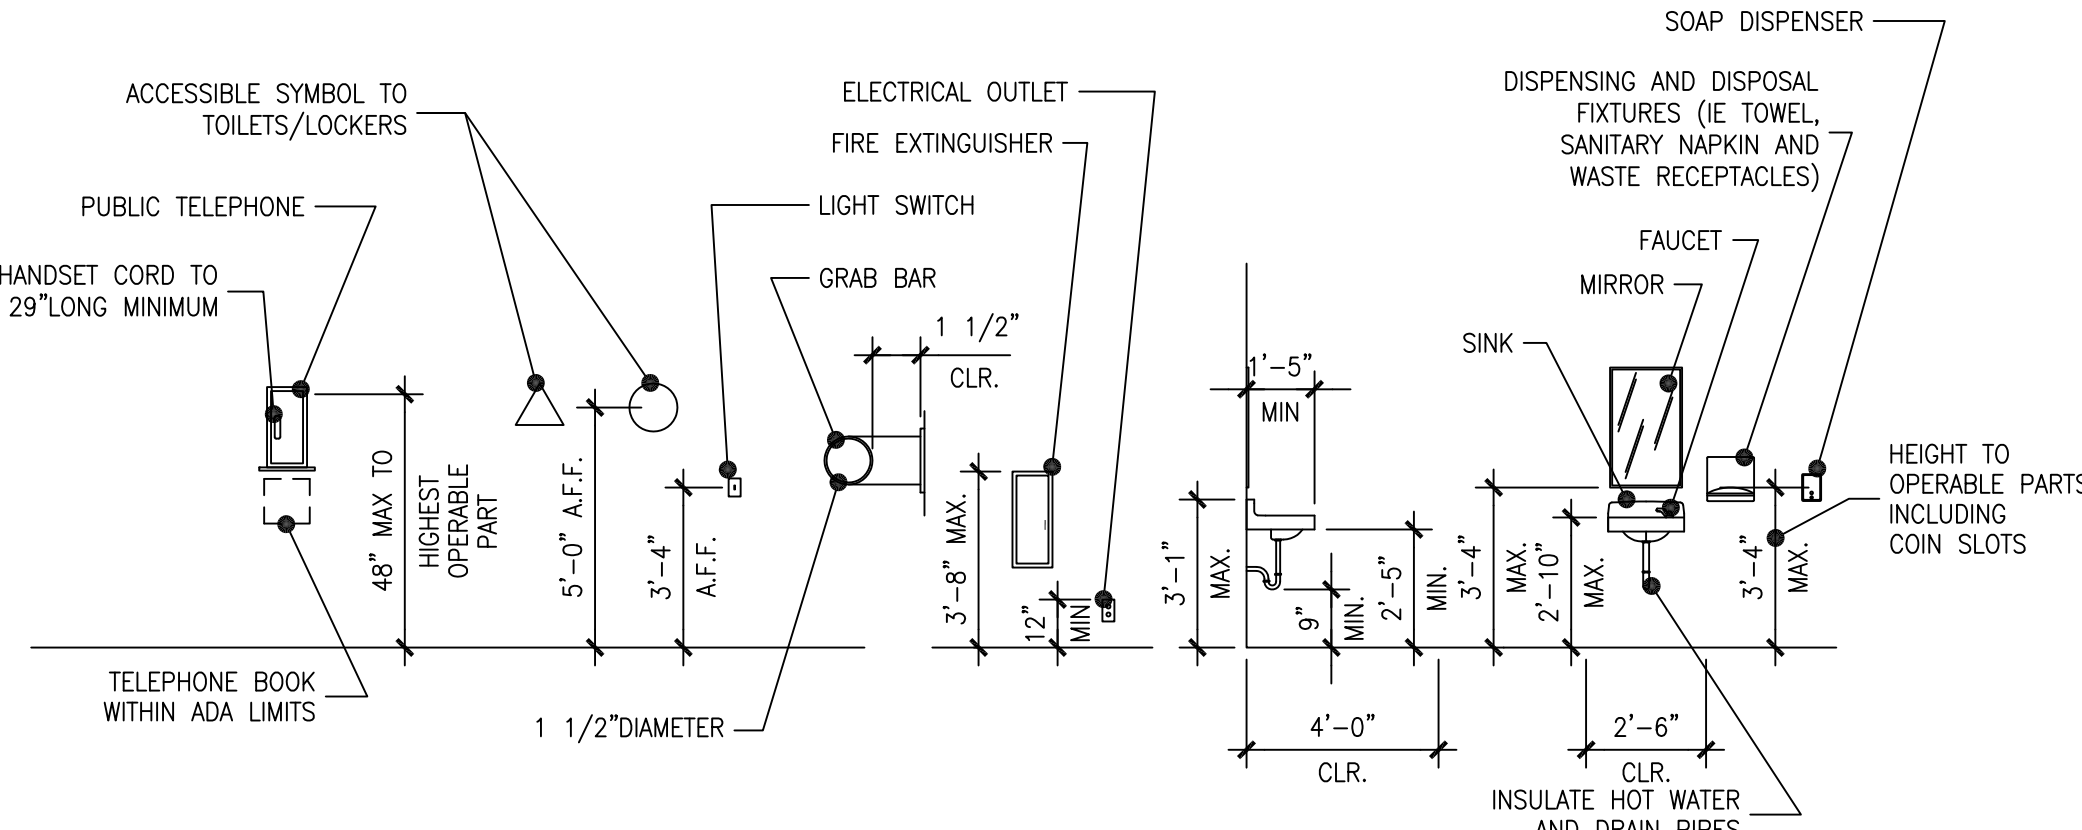 SOAP DISPENSER
DISPENSING AND DISPOSAL
FIXTURES (IE TOWEL,
SANITARY NAPKIN AND
WASTE RECEPTACLES)
ACCESSIBLE SYMBOL TO
TOILETS/LOCKERS
ELECTRICAL OUTLET
FIRE EXTINGUISHER
PUBLIC TELEPHONE
LIGHT SWITCH
FAUCET
HANDSET CORD TO
29"LONG MINIMUM
GRAB BAR
MIRROR
1 1/2"
CLR.
SINK
1'-5"
MIN
48" MAX TO
HIGHEST
OPERABLE
PART
5'-0" A.F.F.
3'-4"
A.F.F.
3'-8" MAX.
12"
MIN
3'-1"
MAX.
9"
MIN.
2'-5"
MIN.
3'-4"
MAX.
2'-10"
MAX.
3'-4"
MAX.
HEIGHT TO
OPERABLE PARTS
INCLUDING
COIN SLOTS
TELEPHONE BOOK
WITHIN ADA LIMITS
1 1/2"DIAMETER
4'-0"
CLR.
2'-6"
CLR.
INSULATE HOT WATER
AND DRAIN PIPES